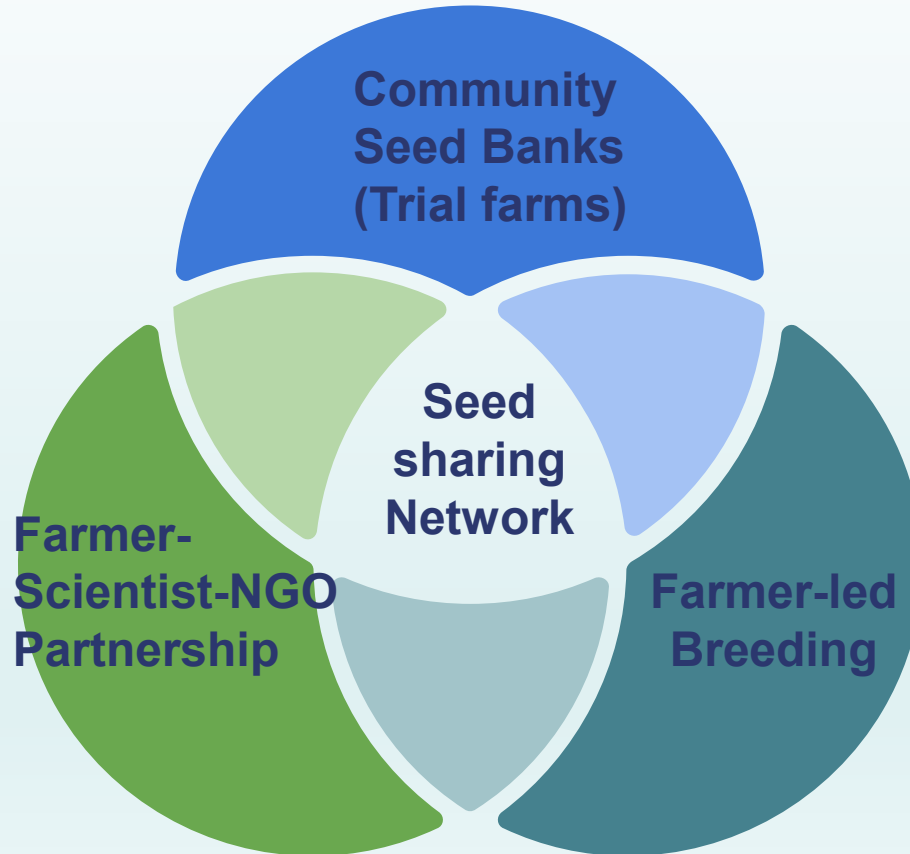 Community
Seed Banks
(Trial farms)
Seed
sharing
Network
Farmer-
Scientist-NGO
Partnership
Farmer-led
Breeding